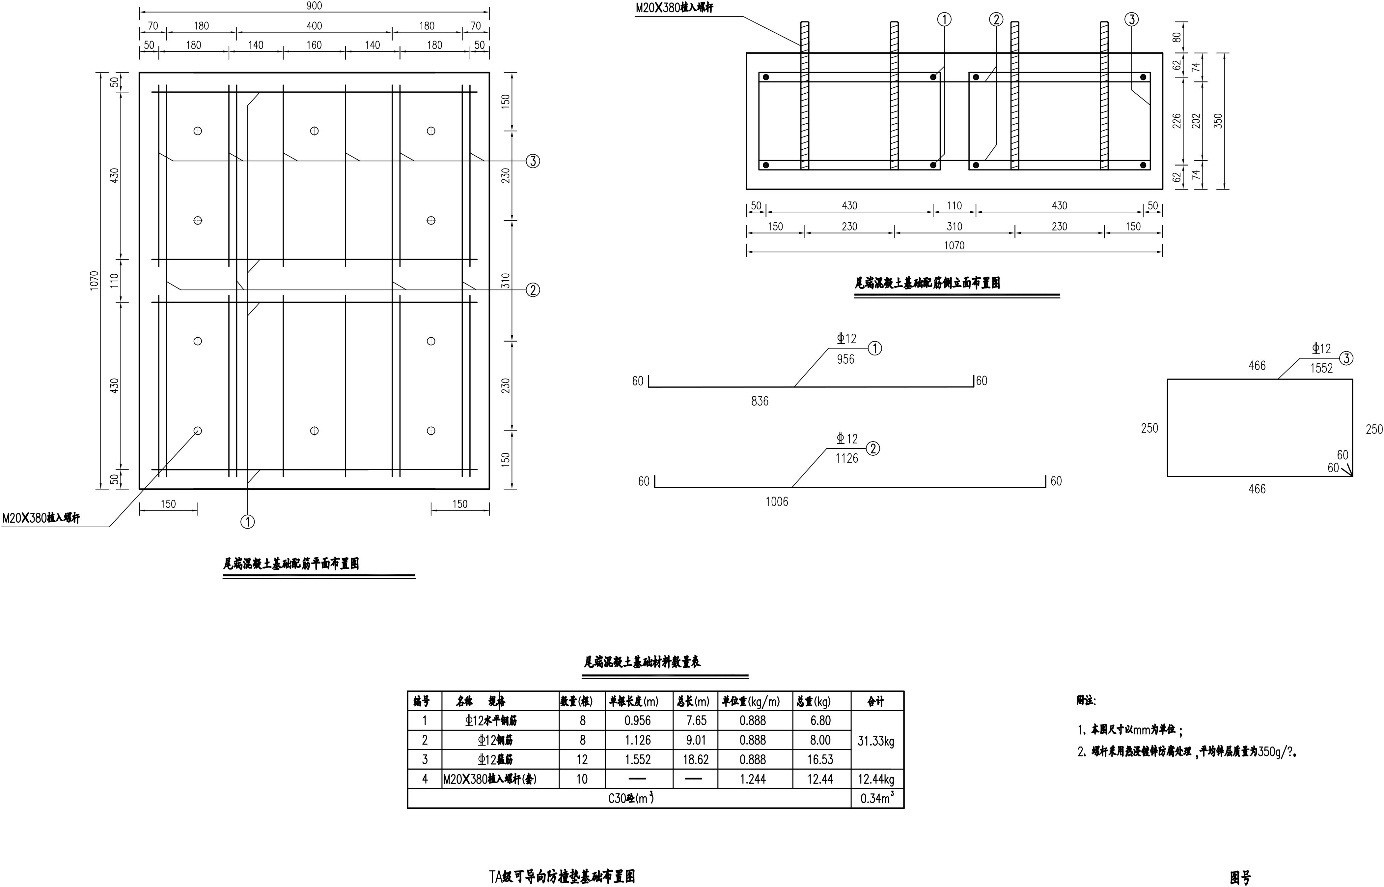 900
70 180 400 180 70
50 180 140 160 140 180 50
50 430 110 430 50
1070
150 230 310 230 150
③
②
①
150 150
M20X380植入螺杆
尾端混凝土基础配筋平面布置图
M20X380植入螺杆
① ② ③
80
62 226 62
74 202 74
350
50 430 110 430 50
150 230 310 230 150
1070
尾端混凝土基础配筋侧立面布置图
Φ12 ①
956
60 836 60
Φ12 ②
1126
60 1006 60
Φ12 ③
1552
466
250 250
60
60
466
尾端混凝土基础材料数量表
编号 名称 规格 数量(根) 单根长度(m) 总长(m) 单位重(kg/m) 总重(kg) 合计
1 Φ12水平钢筋 8 0.956 7.65 0.888 6.80 31.33kg
2 Φ12钢筋 8 1.126 9.01 0.888 8.00
3 Φ12箍筋 12 1.552 18.62 0.888 16.53
4 M20X380植入螺杆(套) 10 — — 1.244 12.44 12.44kg
C30砼(m³) 0.34m³
附注:
1、本图尺寸以mm为单位;
2、螺杆采用热浸镀锌防腐处理,平均锌层质量为350g/?。
TA级可导向防撞垫基础布置图
图号